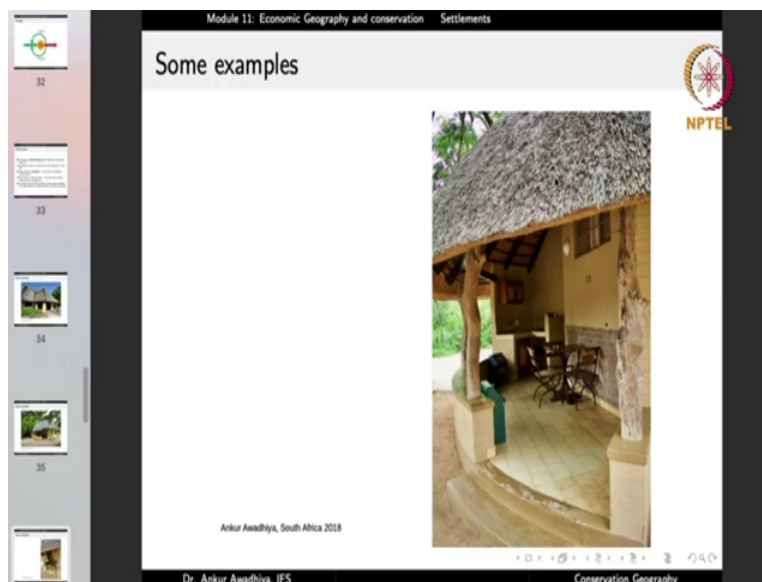 Module 11: Economic Geography and conservation Settlements
Some examples
NPTEL
32
33
34
35
Ankur Awadhiya, South Africa 2018
Dr. Ankur Awadhiya, IFS Conservation Geography